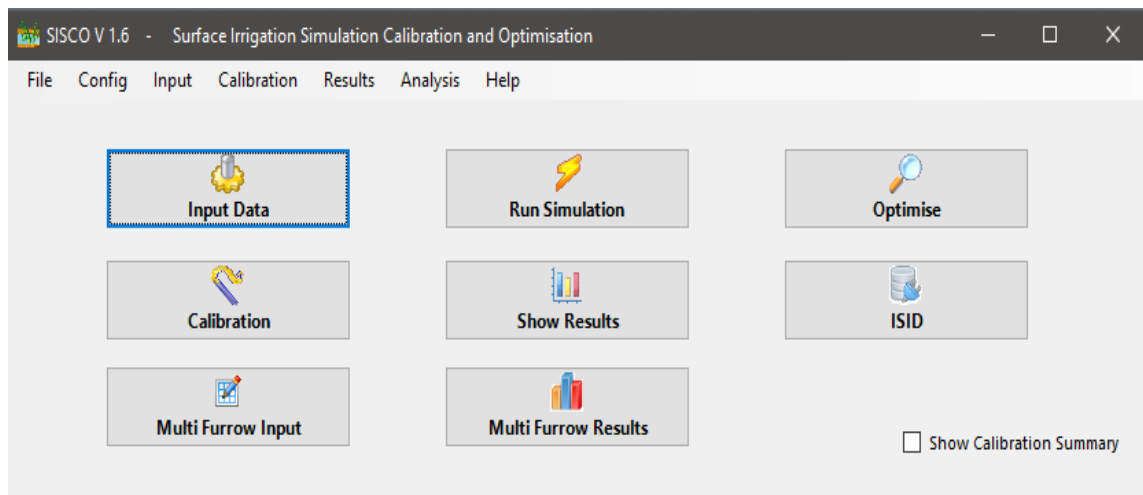 SISCO V 1.6 - Surface Irrigation Simulation Calibration and Optimisation
File Config Input Calibration Results Analysis Help
Input Data Run Simulation Optimise
Calibration Show Results ISID
Multi Furrow Input Multi Furrow Results
Show Calibration Summary